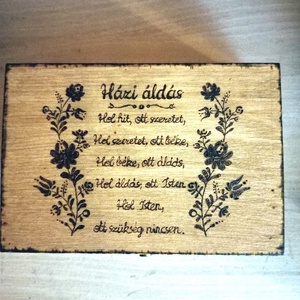 Házi áldás
Hol hit, ott szeretet,
Hol szeretet, ott béke,
Hol béke, ott áldás,
Hol áldás, ott Isten
Hol Isten,
ott szükség nincsen.